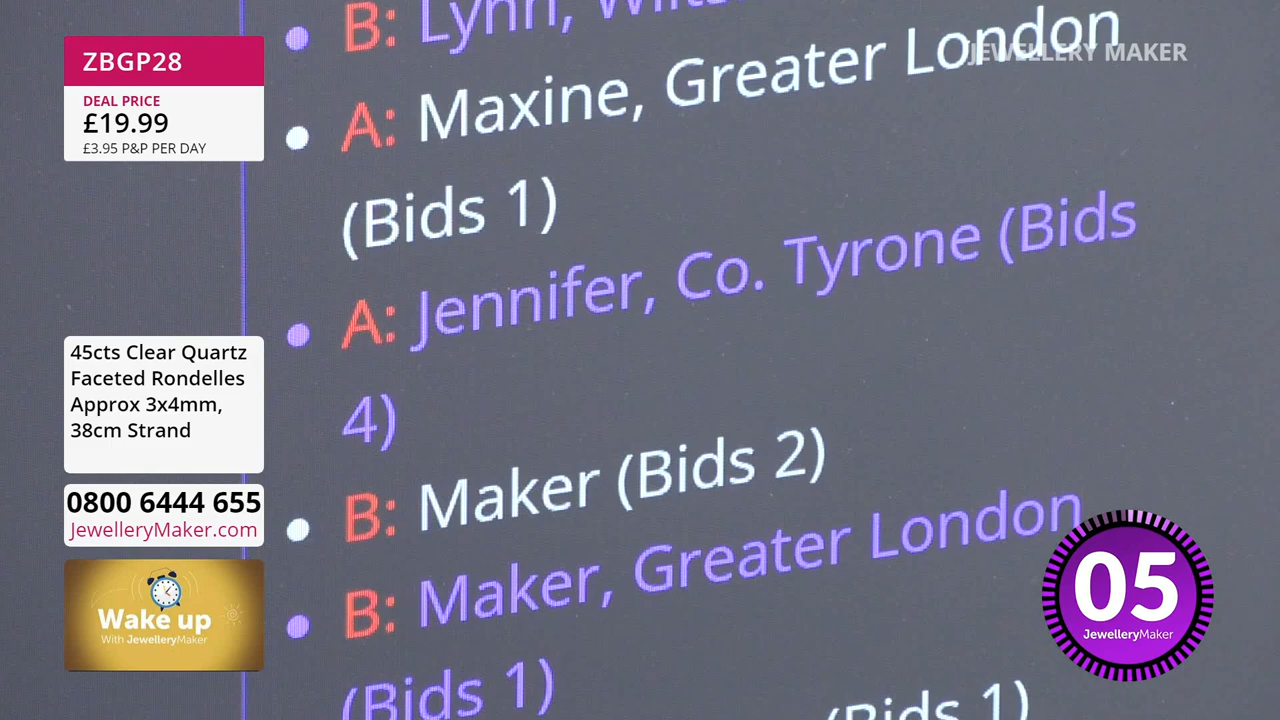 ZBGP28
DEAL PRICE
£19.99
£3.95 P&P PER DAY
JEWELLERY MAKER
B: Lynn,
A: Maxine, Greater London
(Bids 1)
A: Jennifer, Co. Tyrone (Bids
4)
B: Maker (Bids 2)
B: Maker, Greater London
(Bids 1)
(Bids 1)
45cts Clear Quartz
Faceted Rondelles
Approx 3x4mm,
38cm Strand
0800 6444 655
JewelleryMaker.com
Wake up
With JewelleryMaker
05
JewelleryMaker